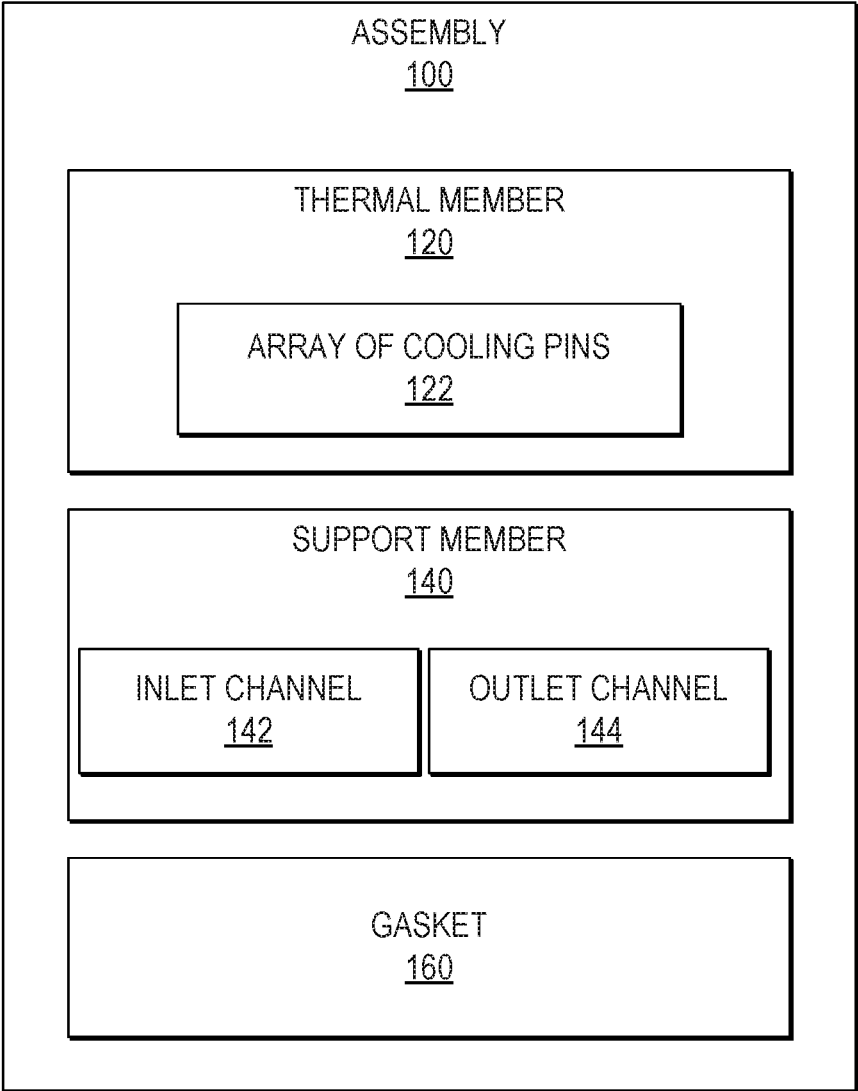 ASSEMBLY
100
THERMAL MEMBER
120
ARRAY OF COOLING PINS
122
SUPPORT MEMBER
140
INLET CHANNEL
142
OUTLET CHANNEL
144
GASKET
160